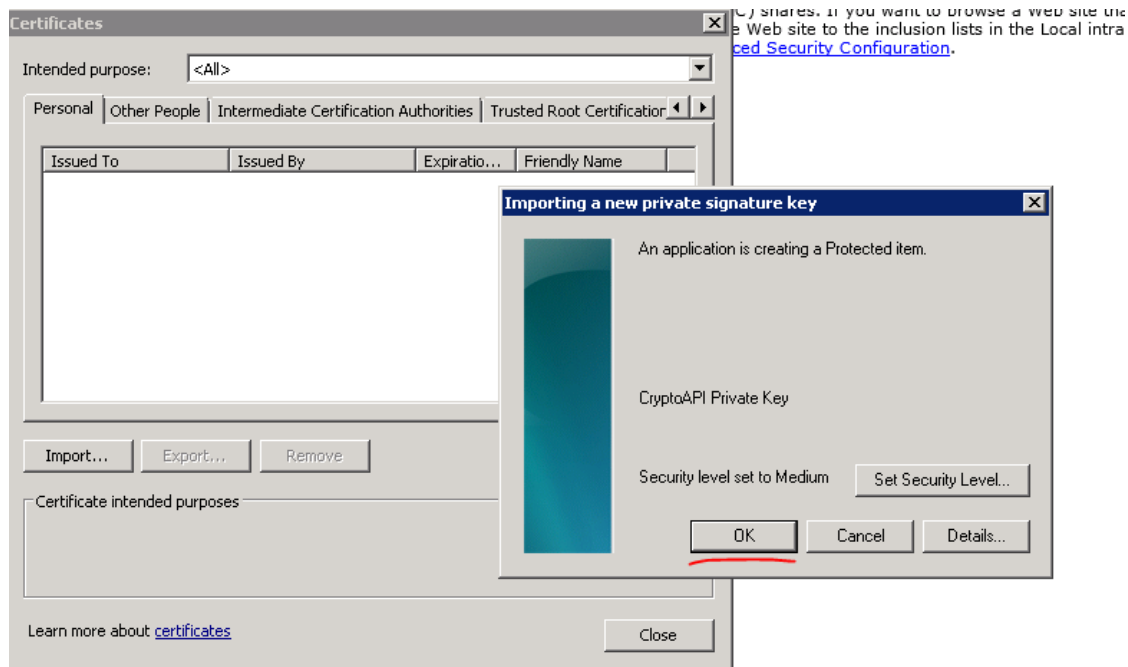 C) shares. If you want to browse a Web site tha
e Web site to the inclusion lists in the Local intra
ced Security Configuration.
Certificates
Intended purpose:
<All>
Personal
Other People
Intermediate Certification Authorities
Trusted Root Certification
Issued To
Issued By
Expiratio...
Friendly Name
Import...
Export...
Remove
Certificate intended purposes
Learn more about certificates
Close
Importing a new private signature key
An application is creating a Protected item.
CryptoAPI Private Key
Security level set to Medium
Set Security Level...
OK
Cancel
Details...